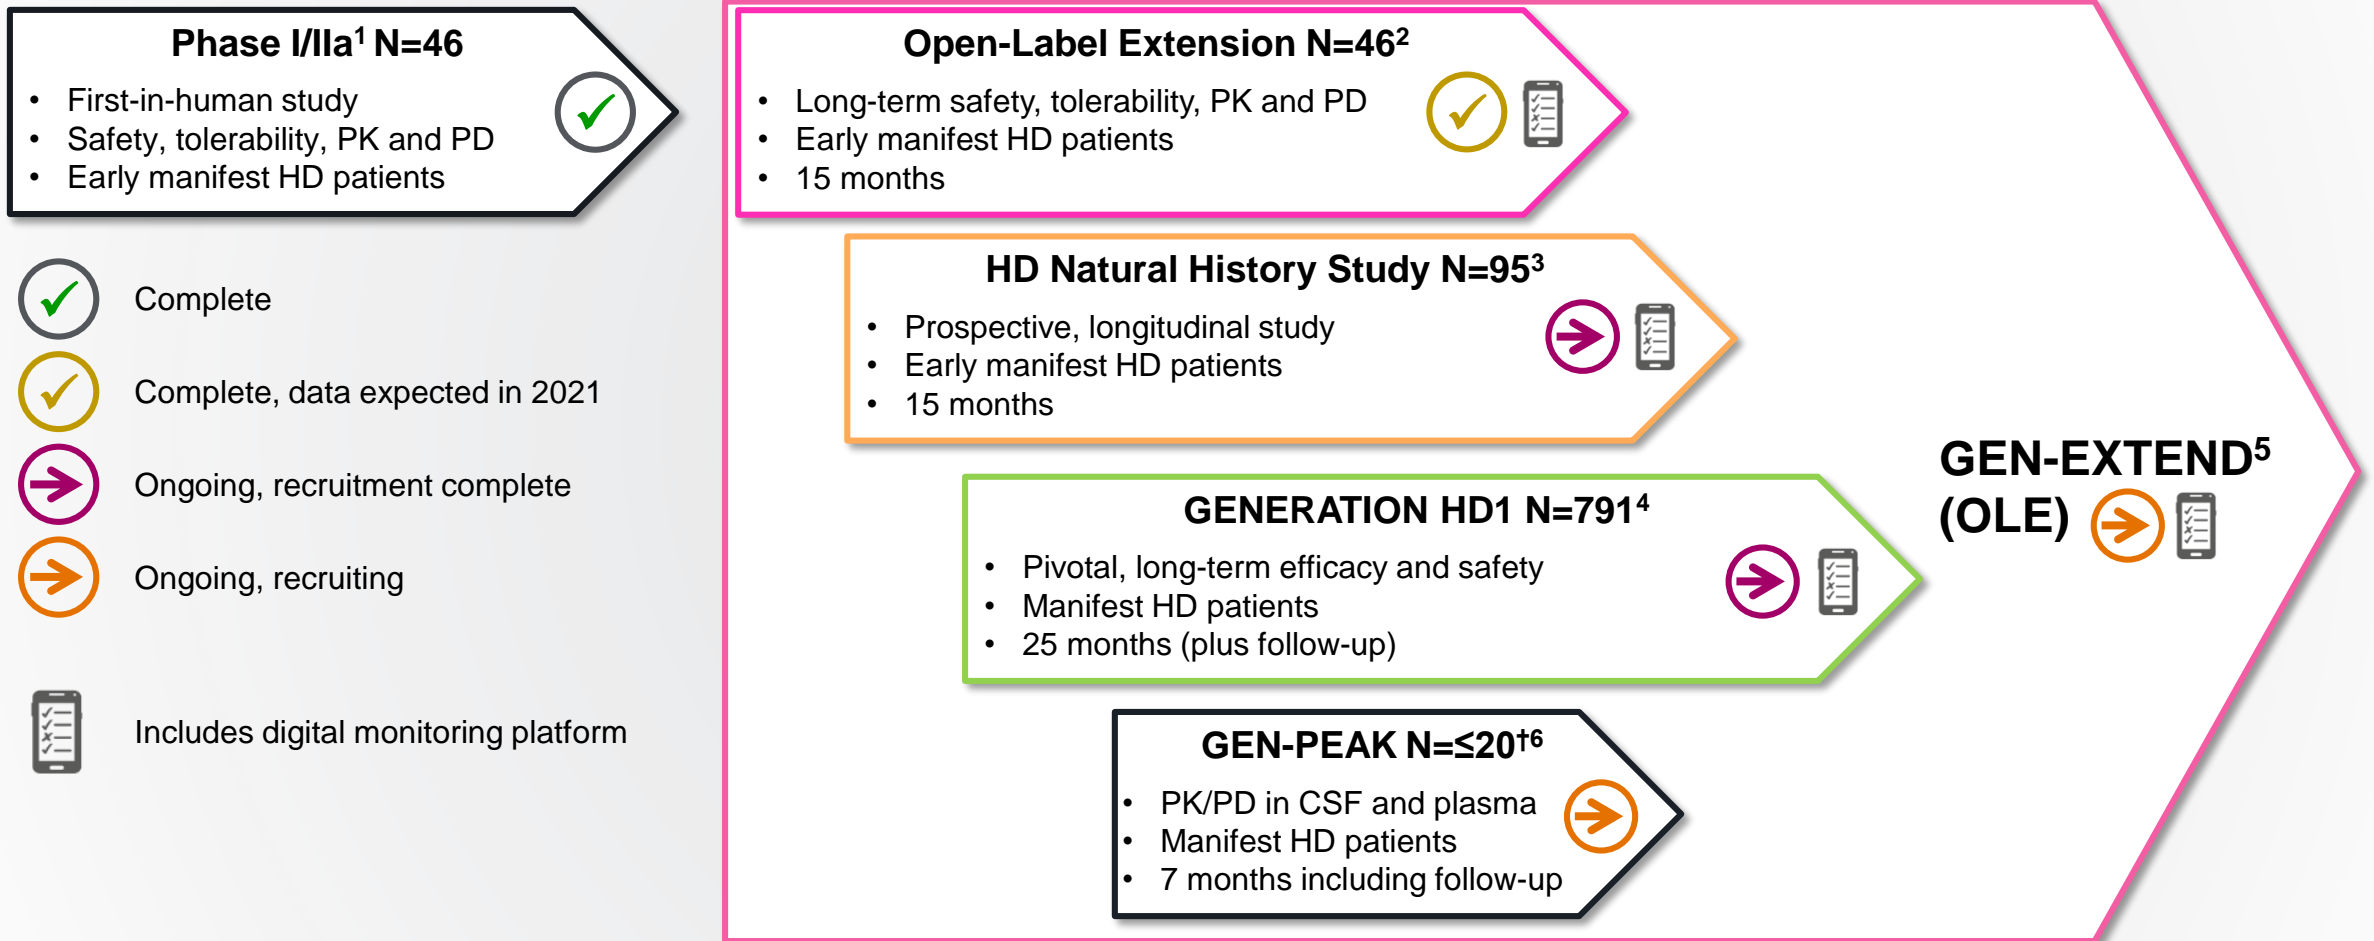 Phase I/IIa¹ N=46
• First-in-human study
• Safety, tolerability, PK and PD
• Early manifest HD patients
Complete
Complete, data expected in 2021
Ongoing, recruitment complete
Ongoing, recruiting
Includes digital monitoring platform
Open-Label Extension N=46²
• Long-term safety, tolerability, PK and PD
• Early manifest HD patients
• 15 months
HD Natural History Study N=95³
• Prospective, longitudinal study
• Early manifest HD patients
• 15 months
GENERATION HD1 N=791⁴
• Pivotal, long-term efficacy and safety
• Manifest HD patients
• 25 months (plus follow-up)
GEN-PEAK N=≤20†⁶
• PK/PD in CSF and plasma
• Manifest HD patients
• 7 months including follow-up
GEN-EXTEND⁵
(OLE)